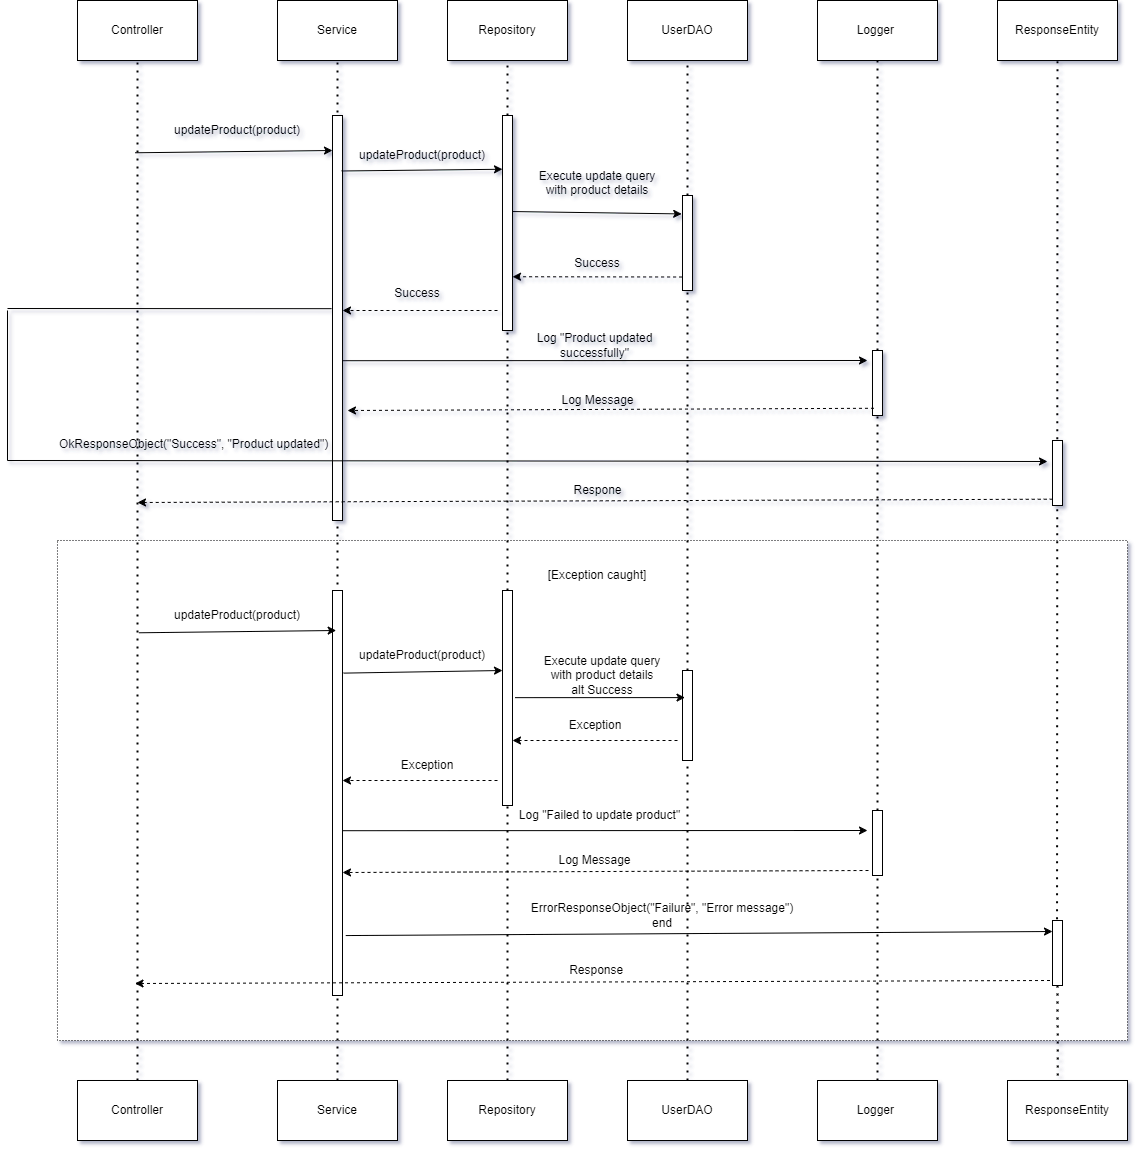 Controller
Service
Repository
UserDAO
Logger
ResponseEntity
updateProduct(product)
updateProduct(product)
Execute update query
with product details
Success
Success
Log "Product updated
successfully"
Log Message
OkResponseObject("Success", "Product updated")
Respone
[Exception caught]
updateProduct(product)
updateProduct(product)
Execute update query
with product details
alt Success
Exception
Exception
Log "Failed to update product"
Log Message
ErrorResponseObject("Failure", "Error message")
end
Response
Controller
Service
Repository
UserDAO
Logger
ResponseEntity